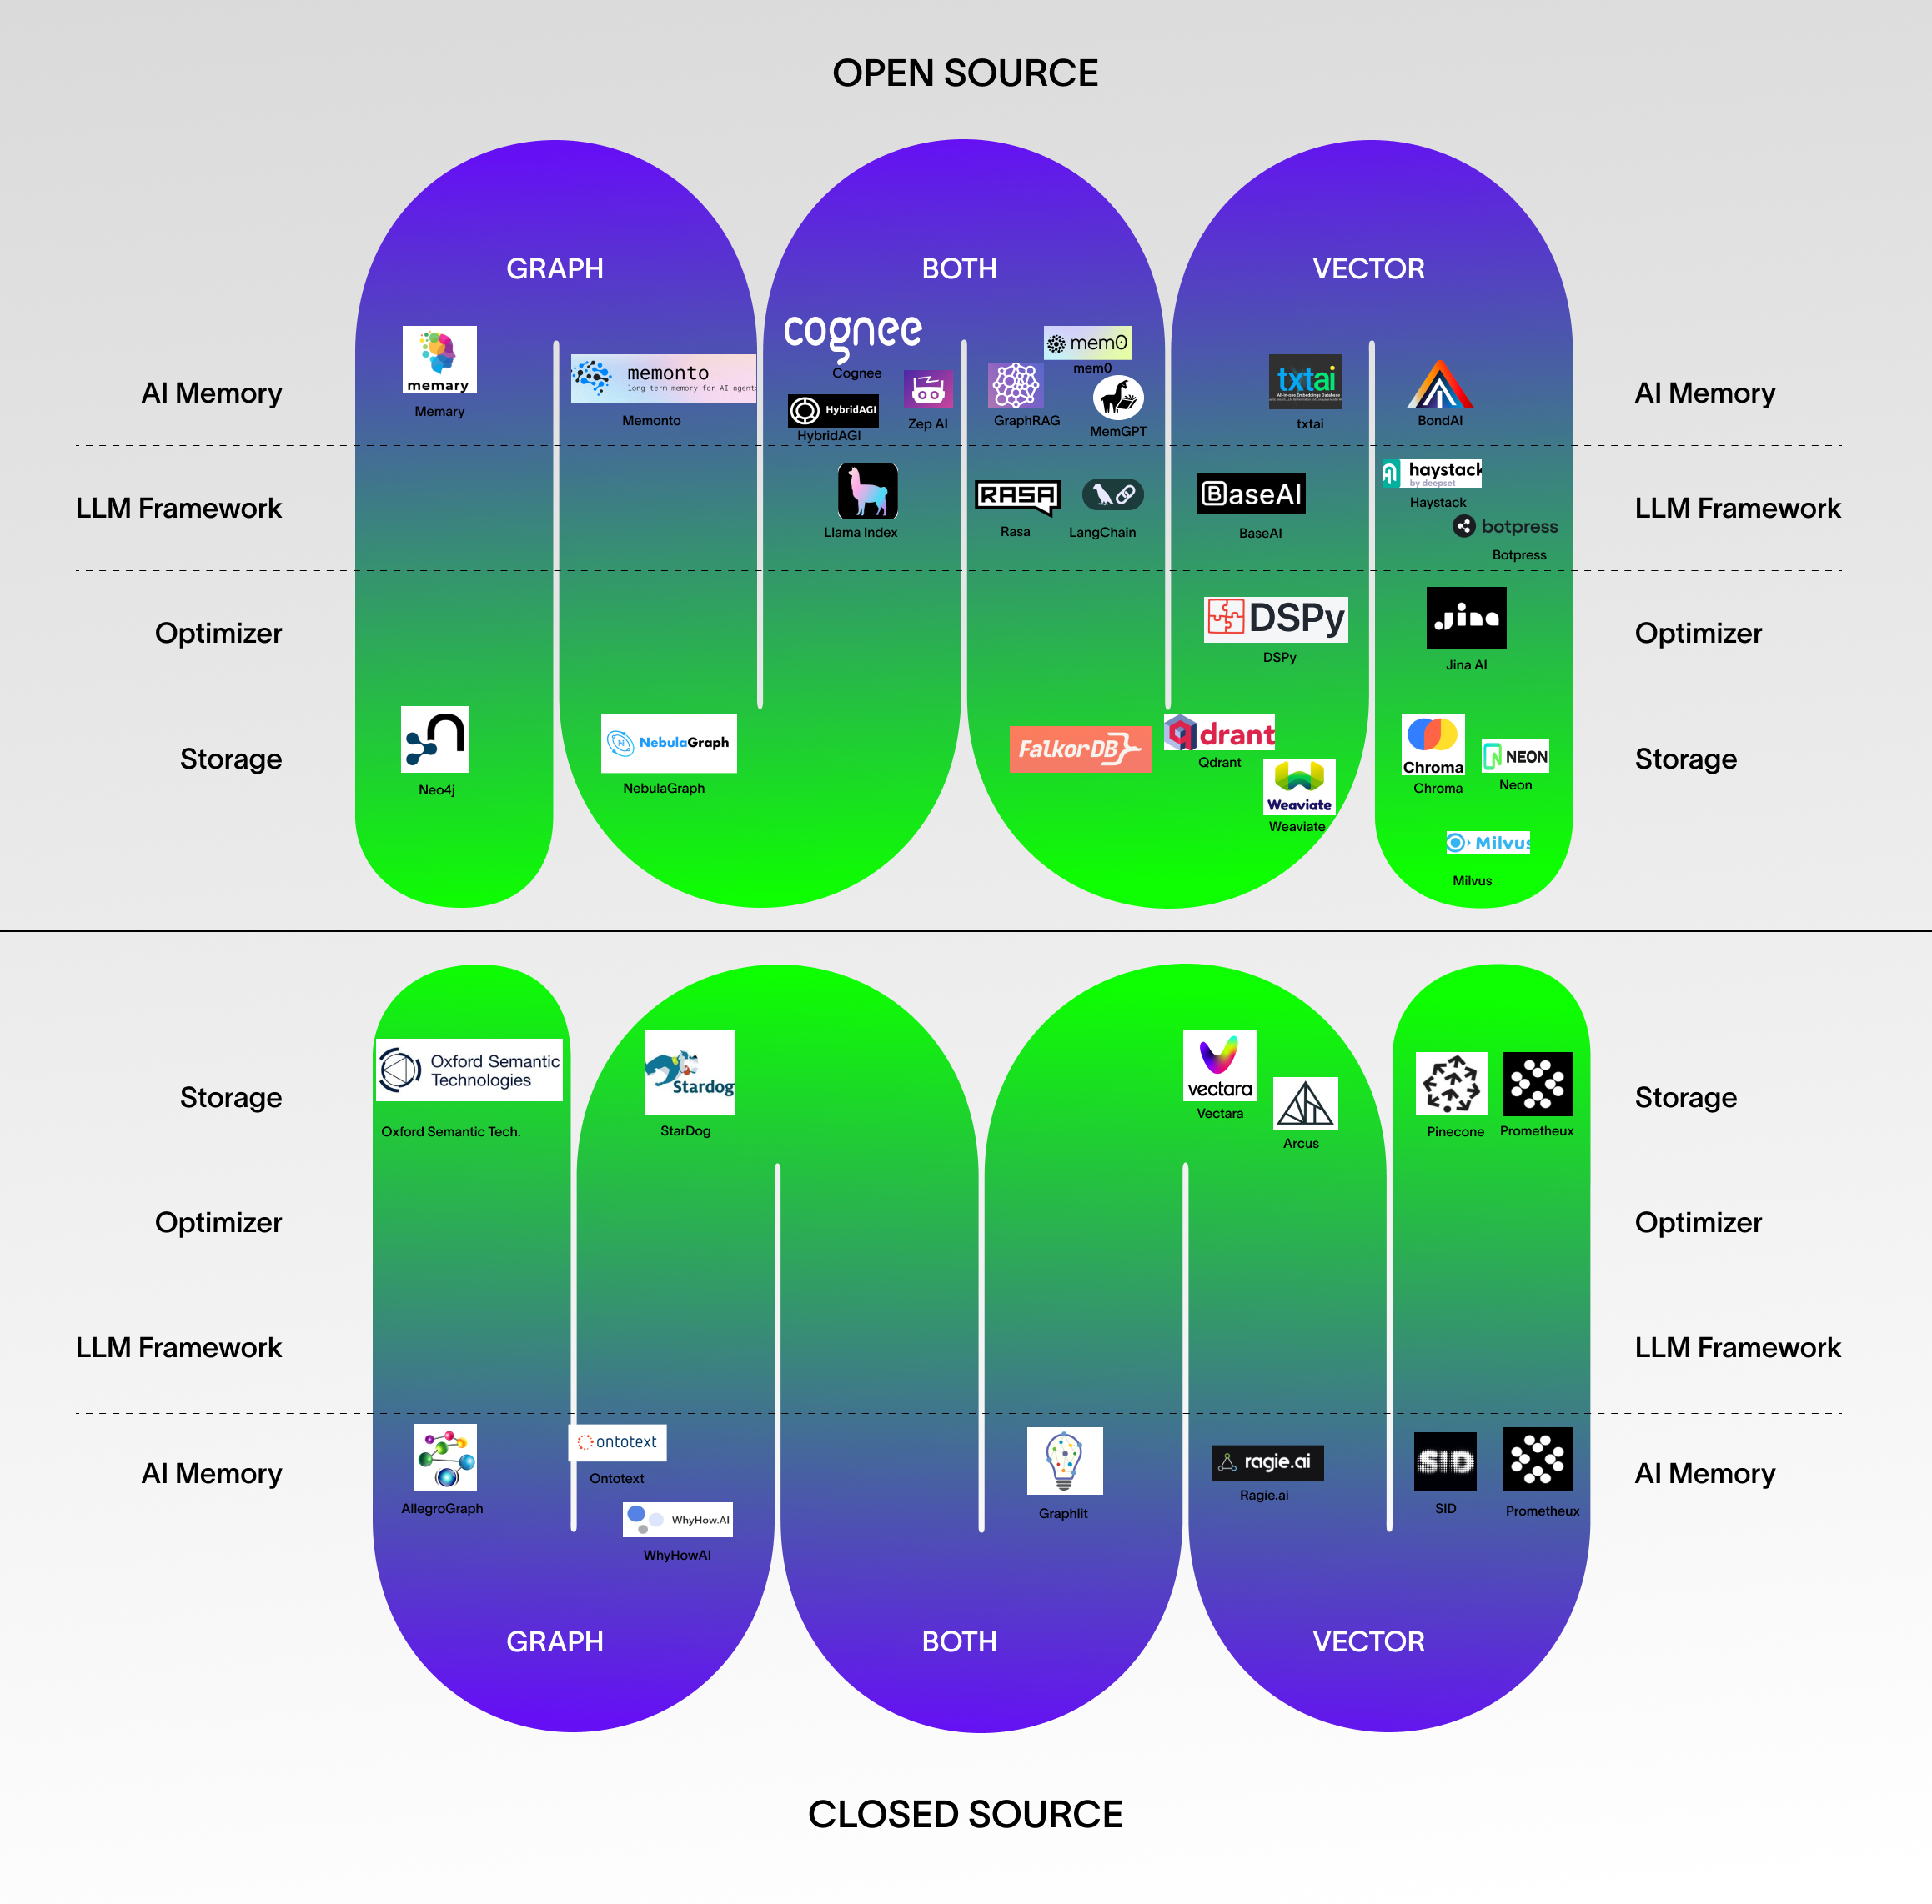 OPEN SOURCE
GRAPH
BOTH
VECTOR
AI Memory
memary
Memary
memonto
long-term memory for AI agents
Memonto
cognee
Cognee
HybridAGI
HybridAGI
Zep AI
GraphRAG
mem0
mem0
MemGPT
txtai
txtai
BondAI
AI Memory
LLM Framework
Llama Index
RASA
Rasa
LangChain
BaseAI
BaseAI
haystack
by deepset
Haystack
botpress
Botpress
LLM Framework
Optimizer
DSPy
DSPy
Jina
Jina AI
Optimizer
Storage
Neo4j
NebulaGraph
NebulaGraph
FalkorDB
qdrant
Qdrant
Weaviate
Weaviate
Chroma
Chroma
NEON
Neon
Milvus
Milvus
Storage
Storage
Oxford Semantic
Technologies
Oxford Semantic Tech.
Stardog
StarDog
vectara
Vectara
Arcus
Pinecone
Prometheux
Storage
Optimizer
Optimizer
LLM Framework
LLM Framework
AI Memory
AllegroGraph
ontotext
Ontotext
WhyHow.AI
WhyHowAI
Graphlit
ragie.ai
Ragie.ai
SID
SID
Prometheux
AI Memory
GRAPH
BOTH
VECTOR
CLOSED SOURCE